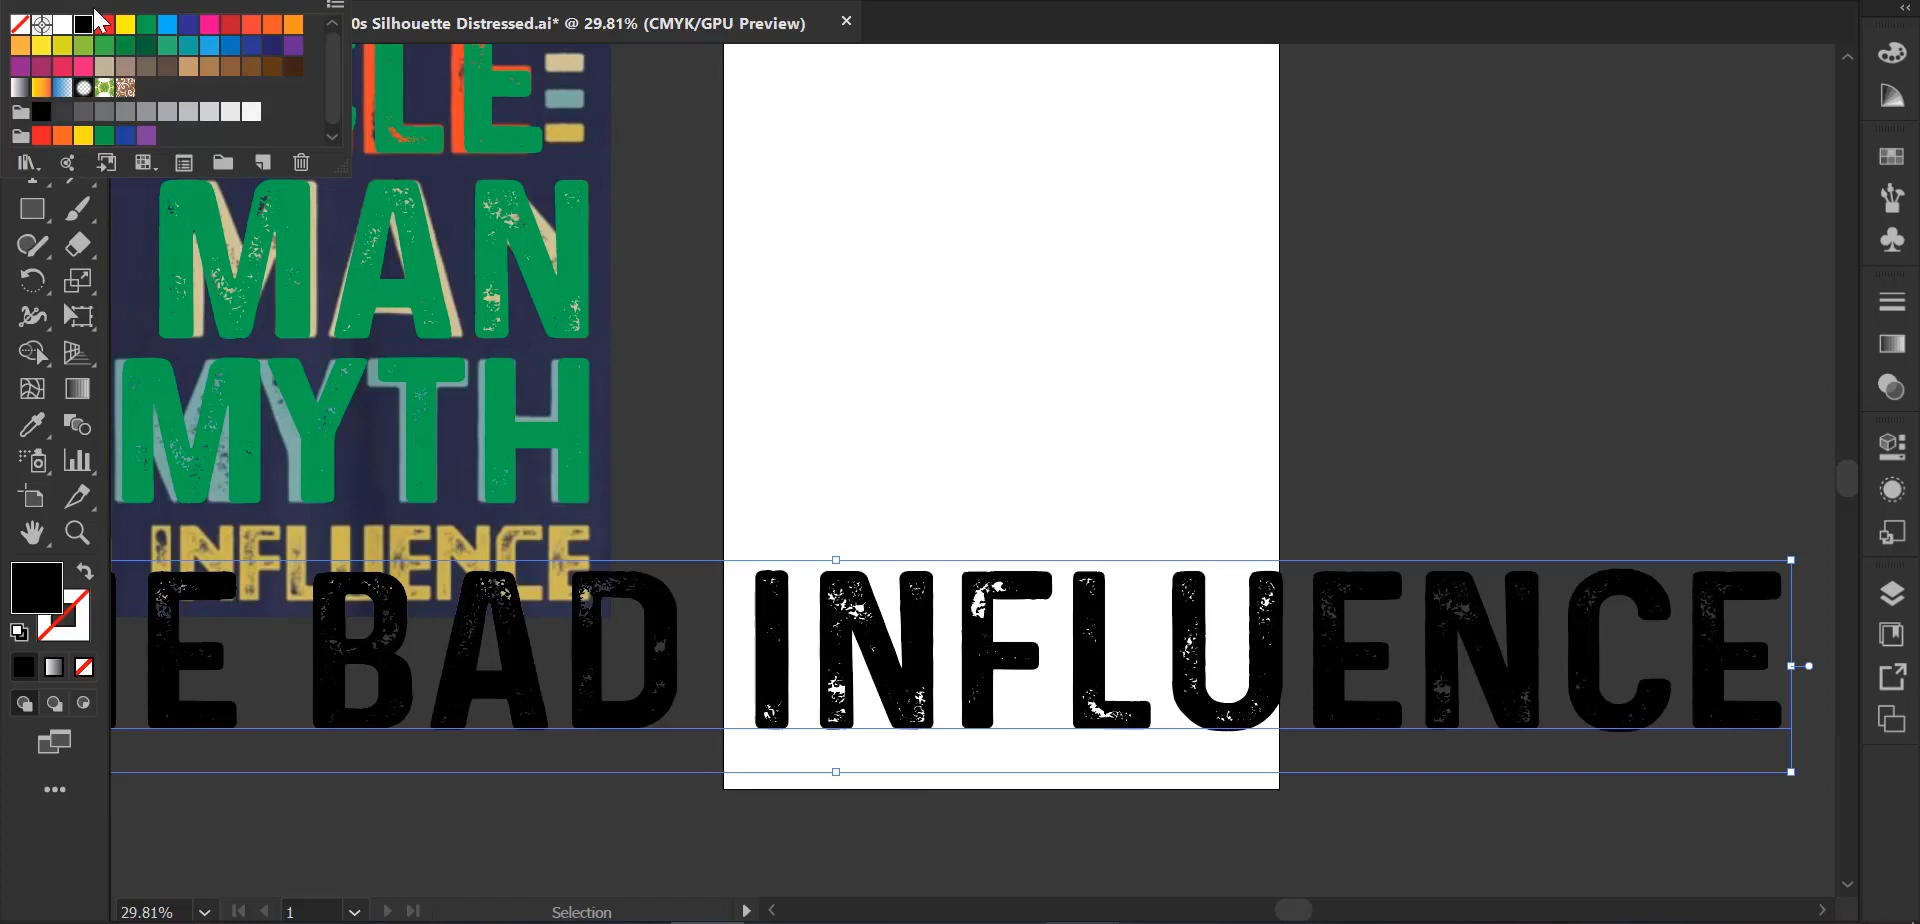 0s Silhouette Distressed.ai* @ 29.81% (CMYK/GPU Preview)
LE
MAN
MYTH
INFLUENCE
E BAD INFLUENCE
29.81% 1 Selection